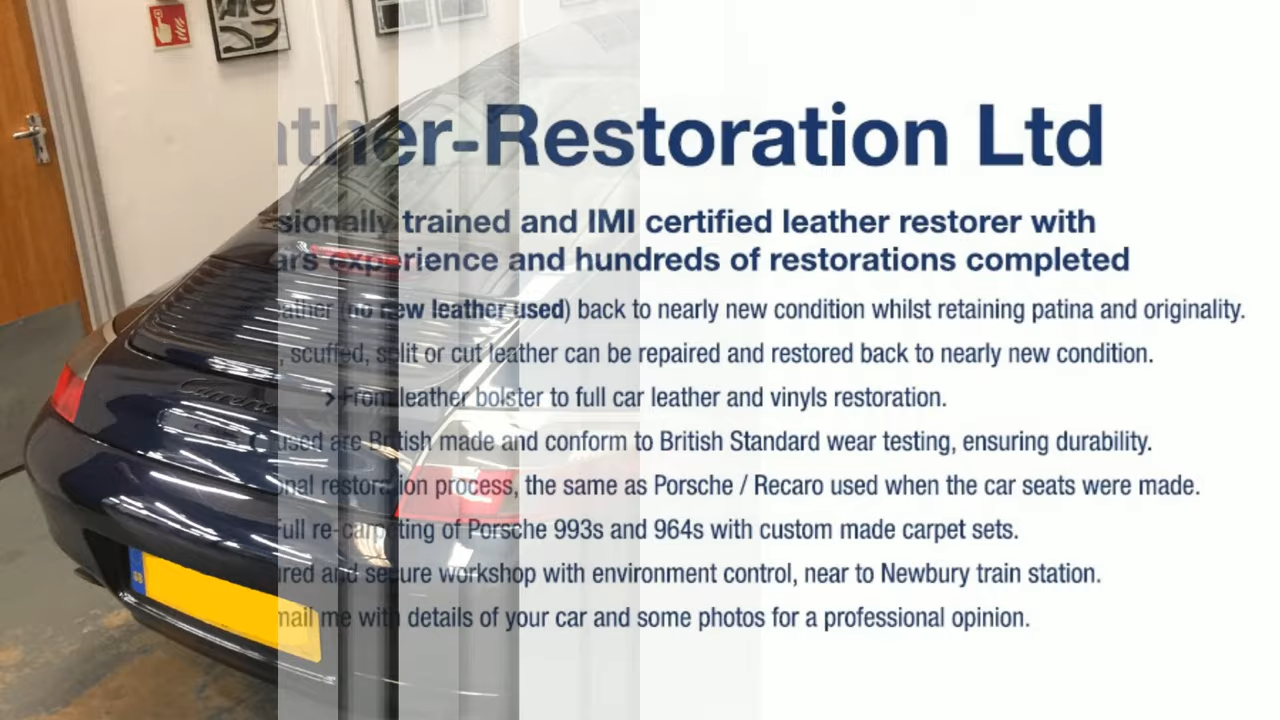 ther-Restoration Ltd
sionally trained and IMI certified leather restorer with
ars experience and hundreds of restorations completed
ather (no new leather used) back to nearly new condition whilst retaining patina and originality.
, scuffed, split or cut leather can be repaired and restored back to nearly new condition.
> From leather bolster to full car leather and vinyls restoration.
used are British made and conform to British Standard wear testing, ensuring durability.
Carrera
nal restoration process, the same as Porsche / Recaro used when the car seats were made.
Full re-carpeting of Porsche 993s and 964s with custom made carpet sets.
ured and secure workshop with environment control, near to Newbury train station.
mail me with details of your car and some photos for a professional opinion.